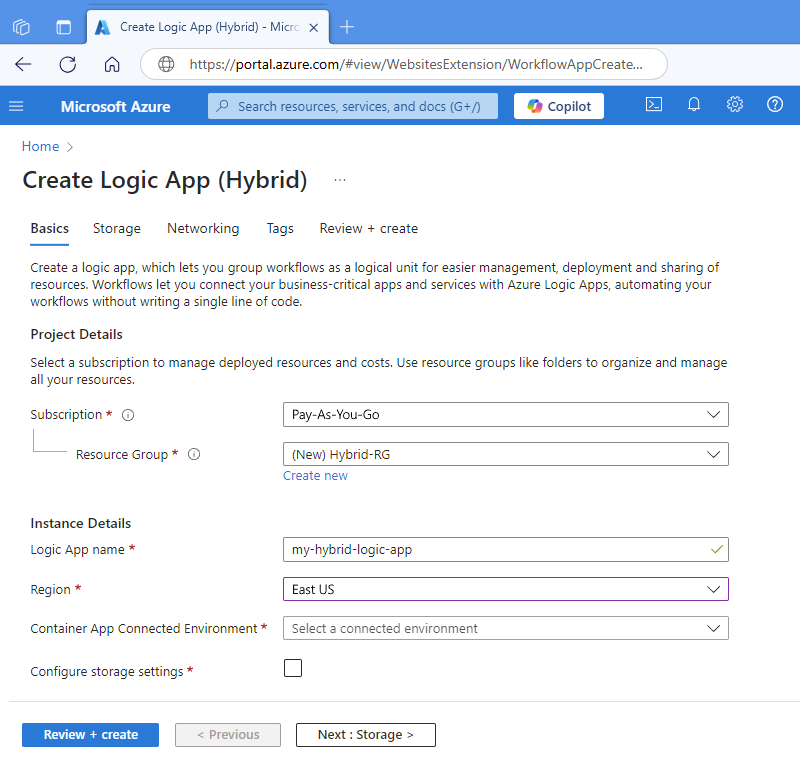 Create Logic App (Hybrid) - Micro
https://portal.azure.com/#view/WebsitesExtension/WorkflowAppCreate...
Microsoft Azure
Search resources, services, and docs (G+/)
Copilot
Home
Create Logic App (Hybrid) ...
Basics Storage Networking Tags Review + create
Create a logic app, which lets you group workflows as a logical unit for easier management, deployment and sharing of
resources. Workflows let you connect your business-critical apps and services with Azure Logic Apps, automating your
workflows without writing a single line of code.
Project Details
Select a subscription to manage deployed resources and costs. Use resource groups like folders to organize and manage
all your resources.
Subscription * Pay-As-You-Go
Resource Group * (New) Hybrid-RG
Create new
Instance Details
Logic App name * my-hybrid-logic-app
Region * East US
Container App Connected Environment * Select a connected environment
Configure storage settings *
Review + create < Previous Next : Storage >